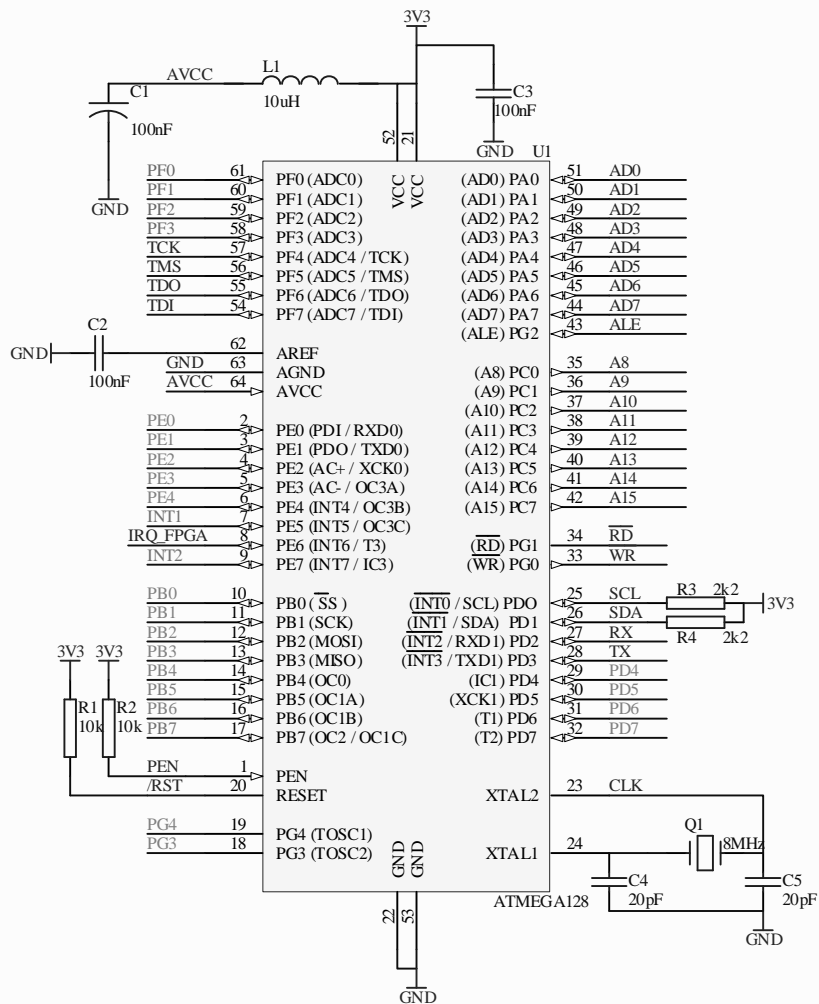 3V3
AVCC
L1
10uH
C1
100nF
GND
C3
100nF
GND
52
21
U1
VCC
VCC
PF0 61 PF0 (ADC0)
PF1 60 PF1 (ADC1)
PF2 59 PF2 (ADC2)
PF3 58 PF3 (ADC3)
TCK 57 PF4 (ADC4 / TCK)
TMS 56 PF5 (ADC5 / TMS)
TDO 55 PF6 (ADC6 / TDO)
TDI 54 PF7 (ADC7 / TDI)
C2
100nF
GND
62 AREF
GND 63 AGND
AVCC 64 AVCC
PE0 2 PE0 (PDI / RXD0)
PE1 3 PE1 (PDO / TXD0)
PE2 4 PE2 (AC+ / XCK0)
PE3 5 PE3 (AC- / OC3A)
PE4 6 PE4 (INT4 / OC3B)
INT1 7 PE5 (INT5 / OC3C)
IRQ_FPGA 8 PE6 (INT6 / T3)
INT2 9 PE7 (INT7 / IC3)
PB0 10 PB0 (SS )
PB1 11 PB1 (SCK)
PB2 12 PB2 (MOSI)
PB3 13 PB3 (MISO)
PB4 14 PB4 (OC0)
PB5 15 PB5 (OC1A)
PB6 16 PB6 (OC1B)
PB7 17 PB7 (OC2 / OC1C)
3V3
3V3
R1
10k
R2
10k
PEN 1 PEN
/RST 20 RESET
PG4 19 PG4 (TOSC1)
PG3 18 PG3 (TOSC2)
(AD0) PA0 51 AD0
(AD1) PA1 50 AD1
(AD2) PA2 49 AD2
(AD3) PA3 48 AD3
(AD4) PA4 47 AD4
(AD5) PA5 46 AD5
(AD6) PA6 45 AD6
(AD7) PA7 44 AD7
(ALE) PG2 43 ALE
(A8) PC0 35 A8
(A9) PC1 36 A9
(A10) PC2 37 A10
(A11) PC3 38 A11
(A12) PC4 39 A12
(A13) PC5 40 A13
(A14) PC6 41 A14
(A15) PC7 42 A15
(RD) PG1 34 RD
(WR) PG0 33 WR
(INT0 / SCL) PDO 25 SCL
(INT1 / SDA) PD1 26 SDA
(INT2 / RXD1) PD2 27 RX
(INT3 / TXD1) PD3 28 TX
(IC1) PD4 29 PD4
(XCK1) PD5 30 PD5
(T1) PD6 31 PD6
(T2) PD7 32 PD7
R3 2k2
3V3
R4 2k2
XTAL2 23 CLK
XTAL1 24
Q1
8MHz
C4
20pF
C5
20pF
GND
GND
GND
ATMEGA128
22
53
GND